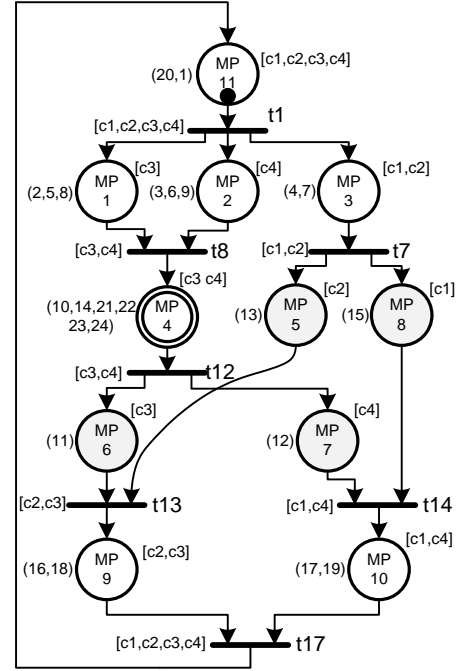 MP
11
(20,1)
[c1,c2,c3,c4]
[c1,c2,c3,c4]
t1
MP
1
(2,5,8)
[c3]
MP
2
(3,6,9)
[c4]
MP
3
(4,7)
[c1,c2]
[c3,c4]
t8
[c1,c2]
t7
MP
4
(10,14,21,22
23,24)
[c3 c4]
MP
5
(13)
[c2]
MP
8
(15)
[c1]
[c3,c4]
t12
MP
6
(11)
[c3]
MP
7
(12)
[c4]
[c2,c3]
t13
[c1,c4]
t14
MP
9
(16,18)
[c2,c3]
MP
10
(17,19)
[c1,c4]
[c1,c2,c3,c4]
t17